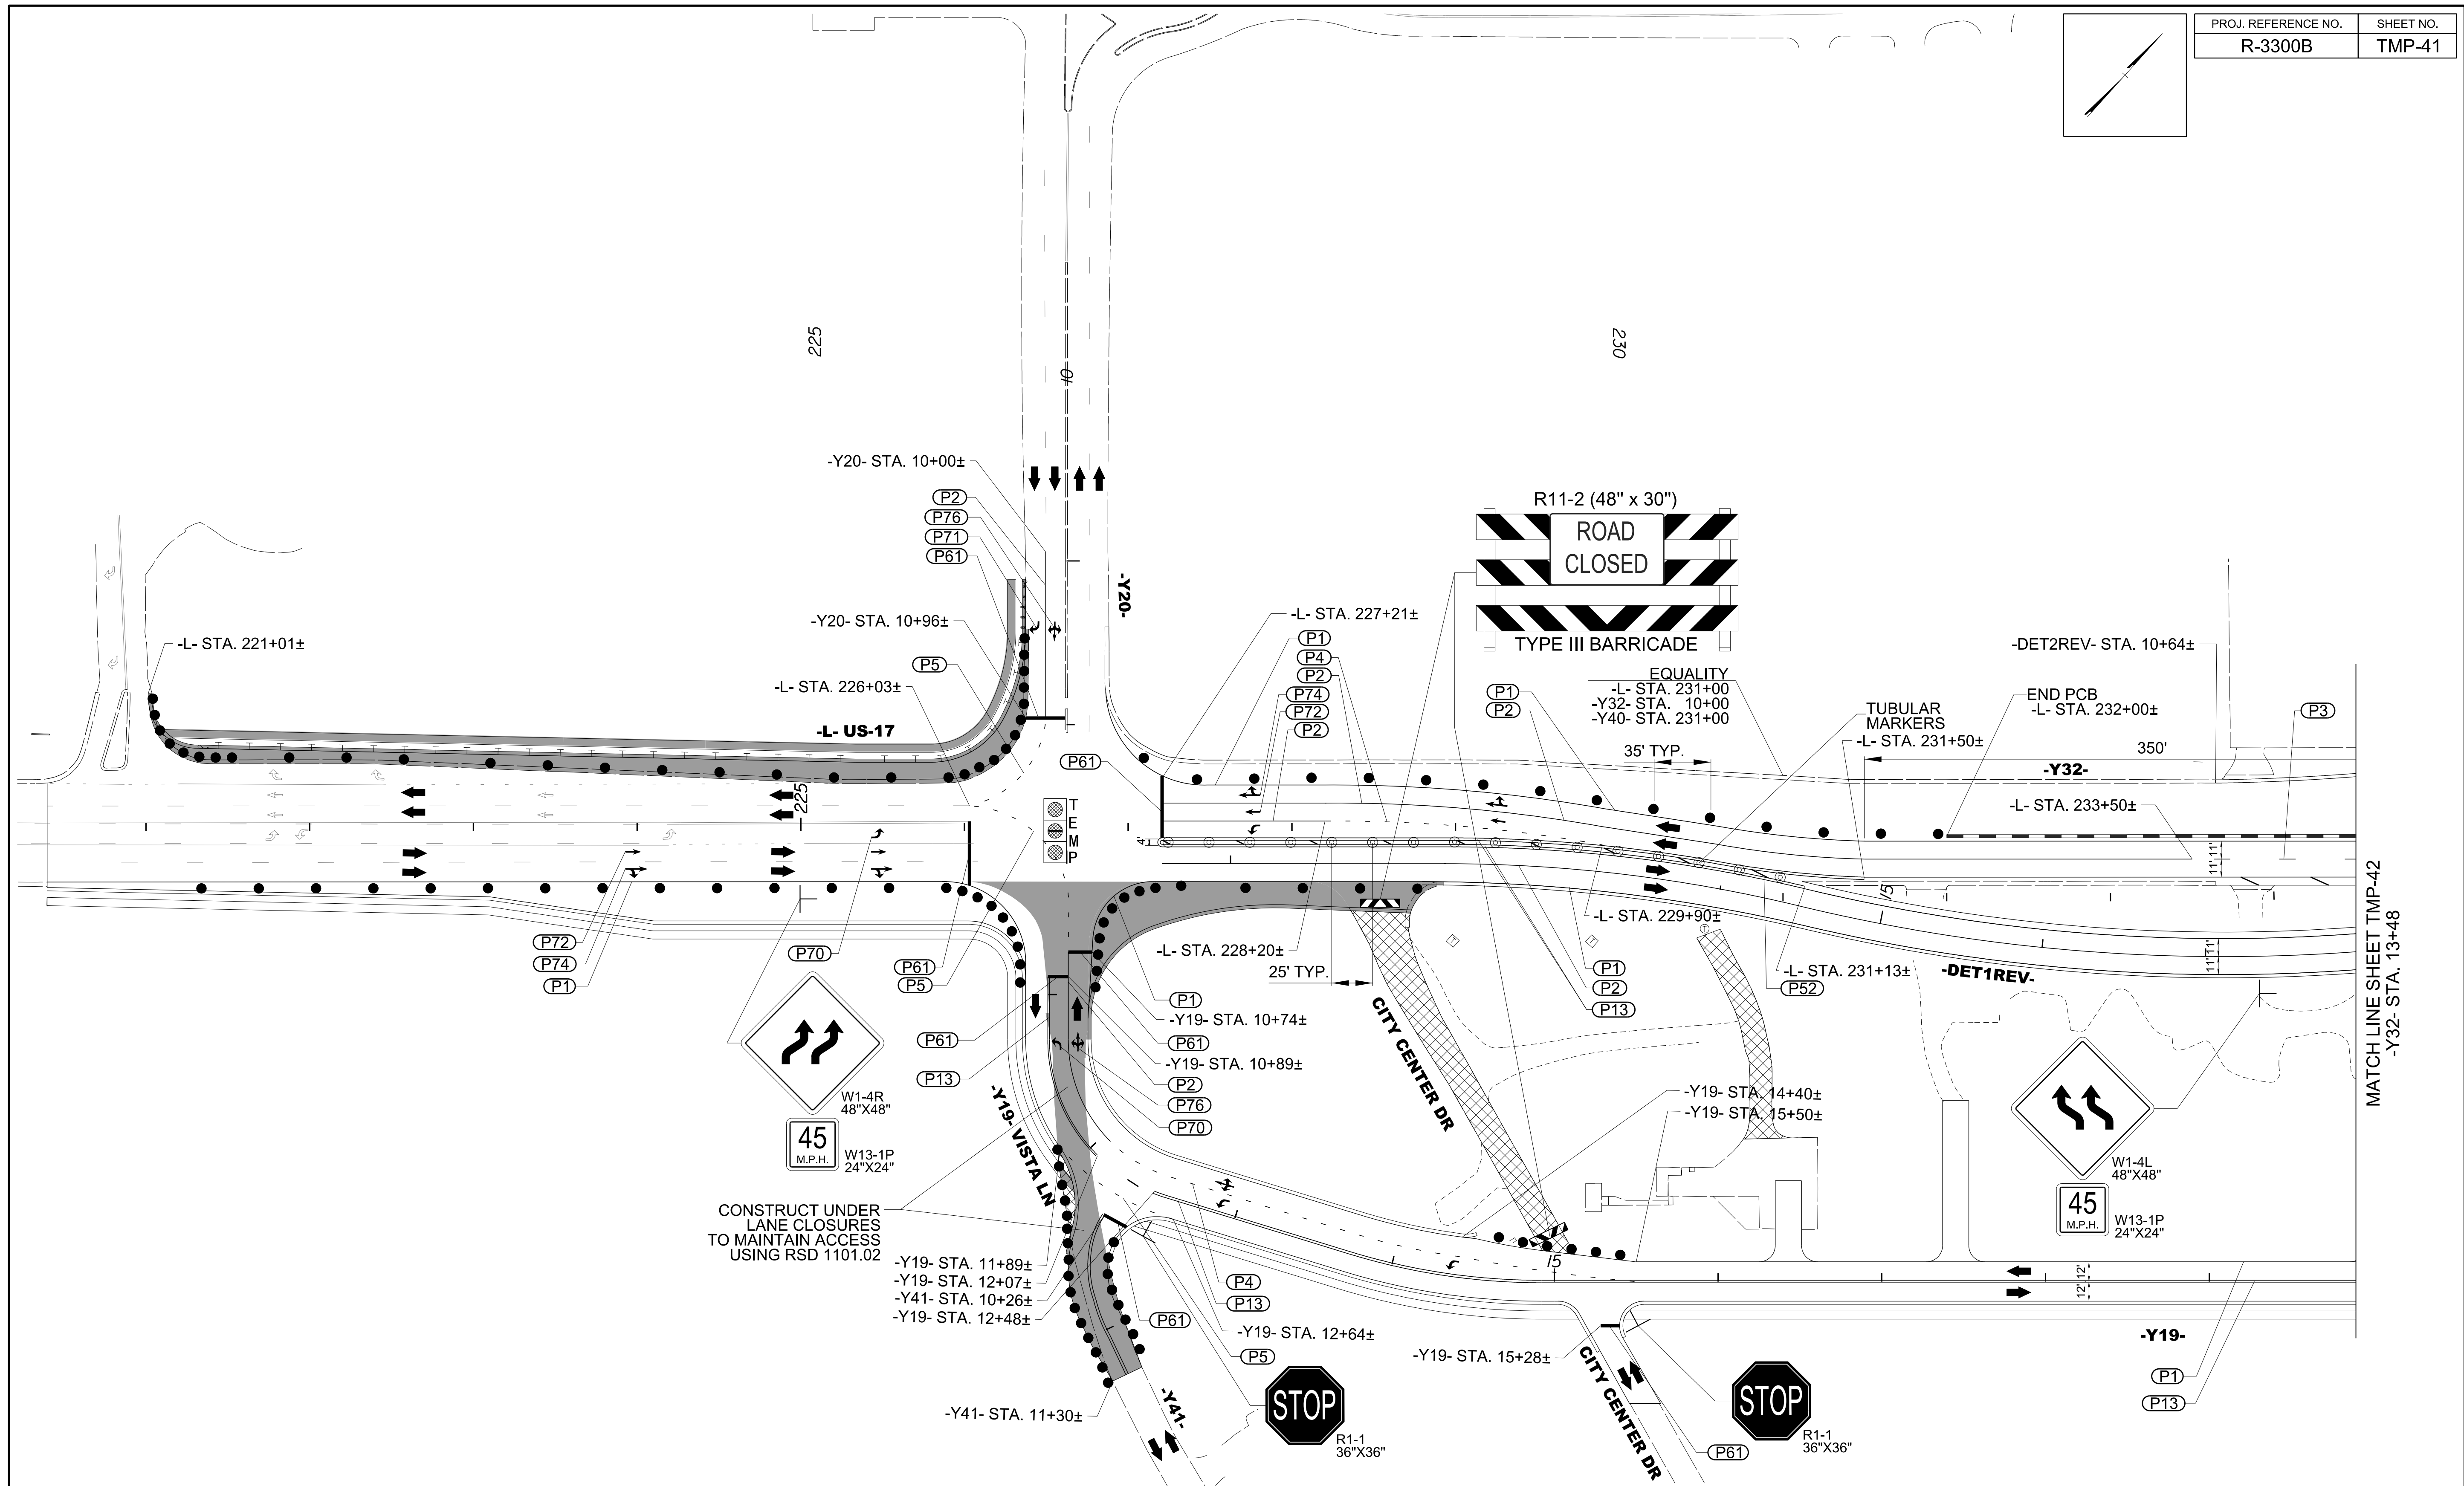 PROJ. REFERENCE NO.
SHEET NO.
R-3300B
TMP-41
225
230
10
-Y20- STA. 10+00±
P2
P76
P71
P61
-Y20- STA. 10+96±
P5
-L- STA. 226+03±
-L- US-17
-L- STA. 221+01±
-Y20-
R11-2 (48" x 30")
ROAD
CLOSED
TYPE III BARRICADE
-L- STA. 227+21±
P1
P4
P2
P74
P72
P2
P61
EQUALITY
-L- STA. 231+00
-Y32- STA. 10+00
-Y40- STA. 231+00
P1
P2
35' TYP.
TUBULAR
MARKERS
-L- STA. 231+50±
-DET2REV- STA. 10+64±
END PCB
-L- STA. 232+00±
P3
350'
-Y32-
-L- STA. 233+50±
225
T
E
M
P
4'
11'
11'
15
11'
11'
MATCH LINE SHEET TMP-42
-Y32- STA. 13+48
P72
P74
P1
P70
P61
P5
-L- STA. 228+20±
25' TYP.
-L- STA. 229+90±
P1
P2
P13
-L- STA. 231+13±
P52
-DET1REV-
CITY CENTER DR
W1-4R
48"X48"
45
M.P.H.
W13-1P
24"X24"
P61
P13
P1
-Y19- STA. 10+74±
P61
-Y19- STA. 10+89±
P2
P76
P70
-Y19- VISTA LN
-Y19- STA. 14+40±
-Y19- STA. 15+50±
W1-4L
48"X48"
45
M.P.H.
W13-1P
24"X24"
CONSTRUCT UNDER
LANE CLOSURES
TO MAINTAIN ACCESS
USING RSD 1101.02
-Y19- STA. 11+89±
-Y19- STA. 12+07±
-Y41- STA. 10+26±
-Y19- STA. 12+48±
P4
P13
P61
-Y19- STA. 12+64±
P5
15
12'
12'
-Y19-
P1
P13
-Y19- STA. 15+28±
CITY CENTER DR
STOP
R1-1
36"X36"
STOP
R1-1
36"X36"
P61
-Y41- STA. 11+30±
-Y41-